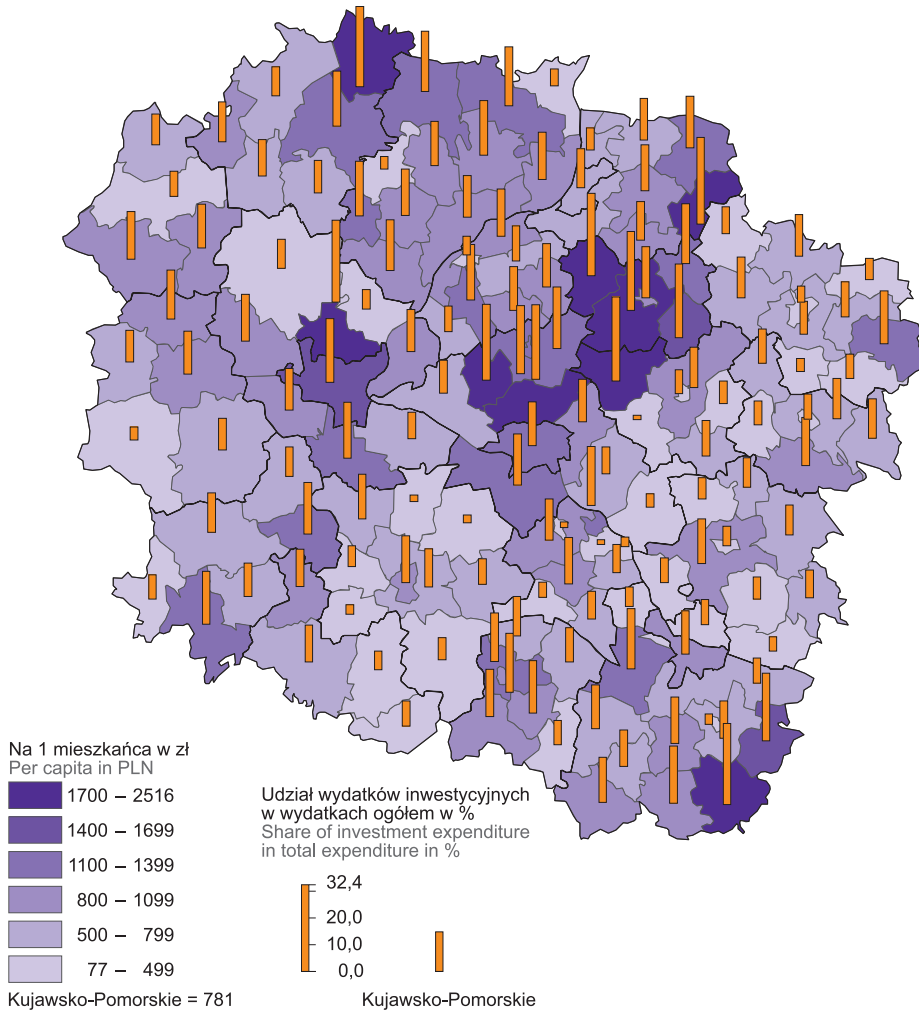 Na 1 mieszkańca w zł
Per capita in PLN
1700 – 2516
1400 – 1699
1100 – 1399
800 – 1099
500 – 799
77 – 499
Kujawsko-Pomorskie = 781
Udział wydatków inwestycyjnych
w wydatkach ogółem w %
Share of investment expenditure
in total expenditure in %
32,4
20,0
10,0
0,0
Kujawsko-Pomorskie